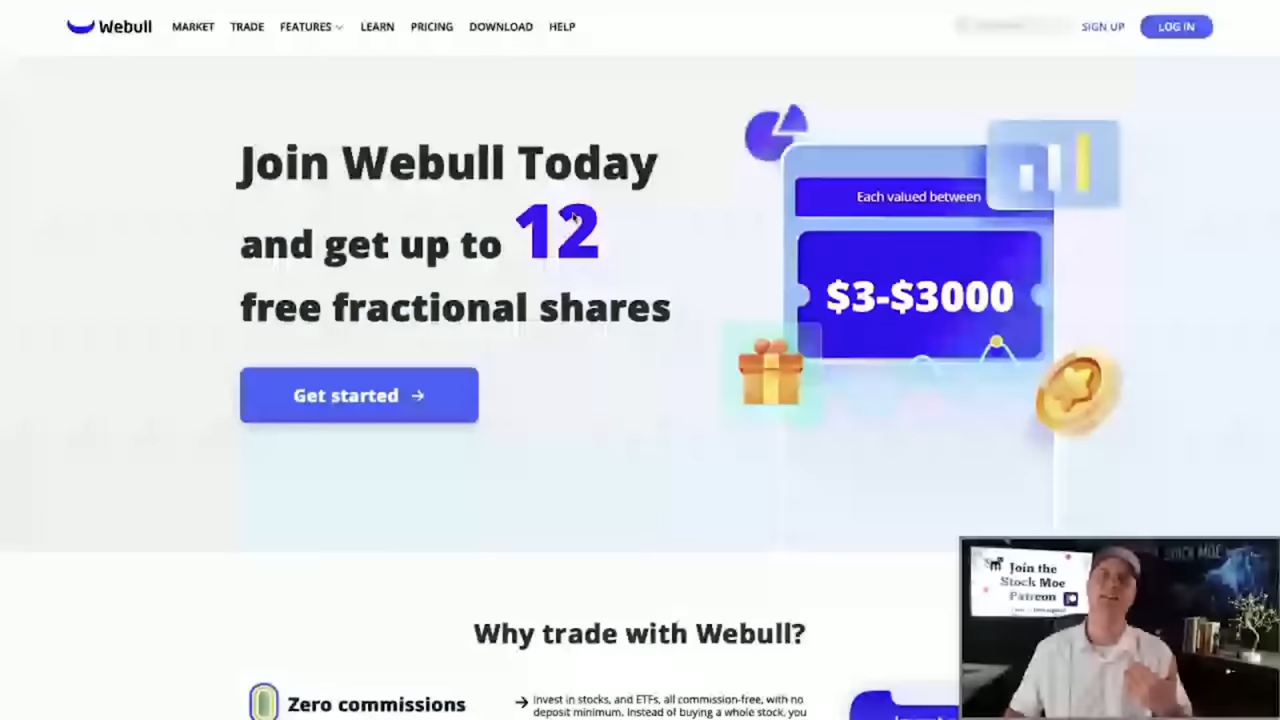 Webull MARKET TRADE FEATURES LEARN PRICING DOWNLOAD HELP SIGN UP LOG IN
Join Webull Today
and get up to 12
free fractional shares
Get started →
Each valued between
$3-$3000
Why trade with Webull?
Zero commissions
→ Invest in stocks, and ETFs, all commission-free, with no
deposit minimum. Instead of buying a whole stock, you
STOCK MOE
Join the
Stock Moe
Patreon